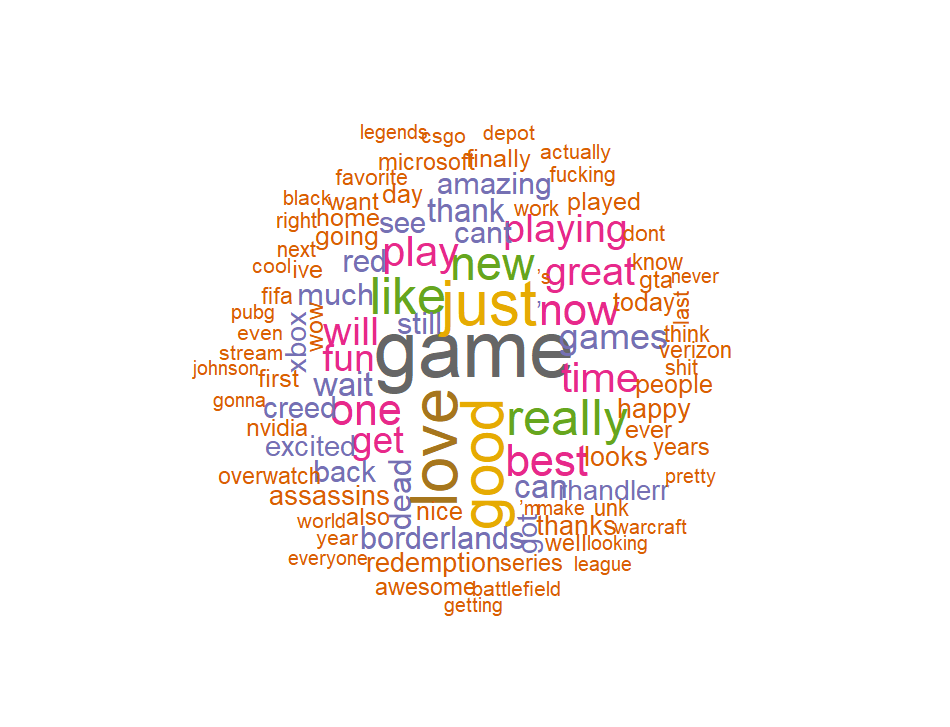 legends csgo depot
microsoft finally actually
favorite amazing fucking
black want day thank work played
right home see cant playing dont
going play new
next red 's great know
cool ive like just gta never
fifa much ' now today last
pubg wow still
even xbox will game games think
stream fun verizon
johnson first wait time shit
gonna creed one people
nvidia love good really happy
excited get ever
overwatch back best looks years
assassins dead can rhandlerr pretty
world also nice 'm make unk
year borderlands got thanks warcraft
everyone redemption series well looking
league
awesome battlefield
getting